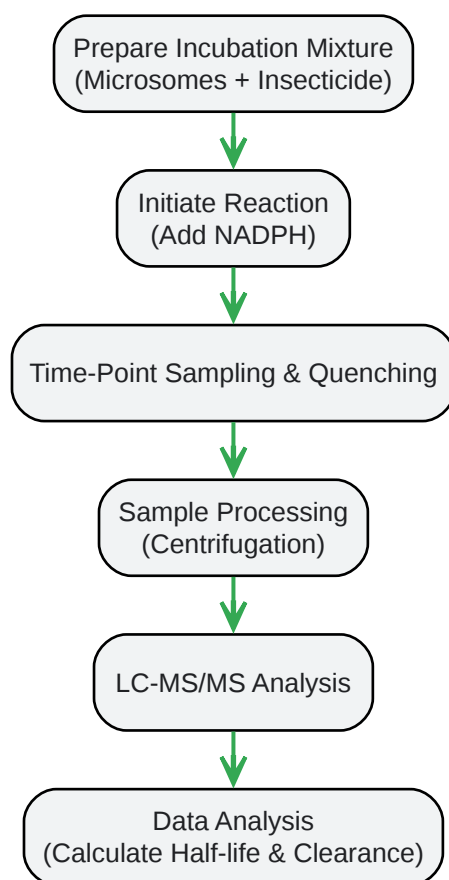 Prepare Incubation Mixture
(Microsomes + Insecticide)
Initiate Reaction
(Add NADPH)
Time-Point Sampling & Quenching
Sample Processing
(Centrifugation)
LC-MS/MS Analysis
Data Analysis
(Calculate Half-life & Clearance)